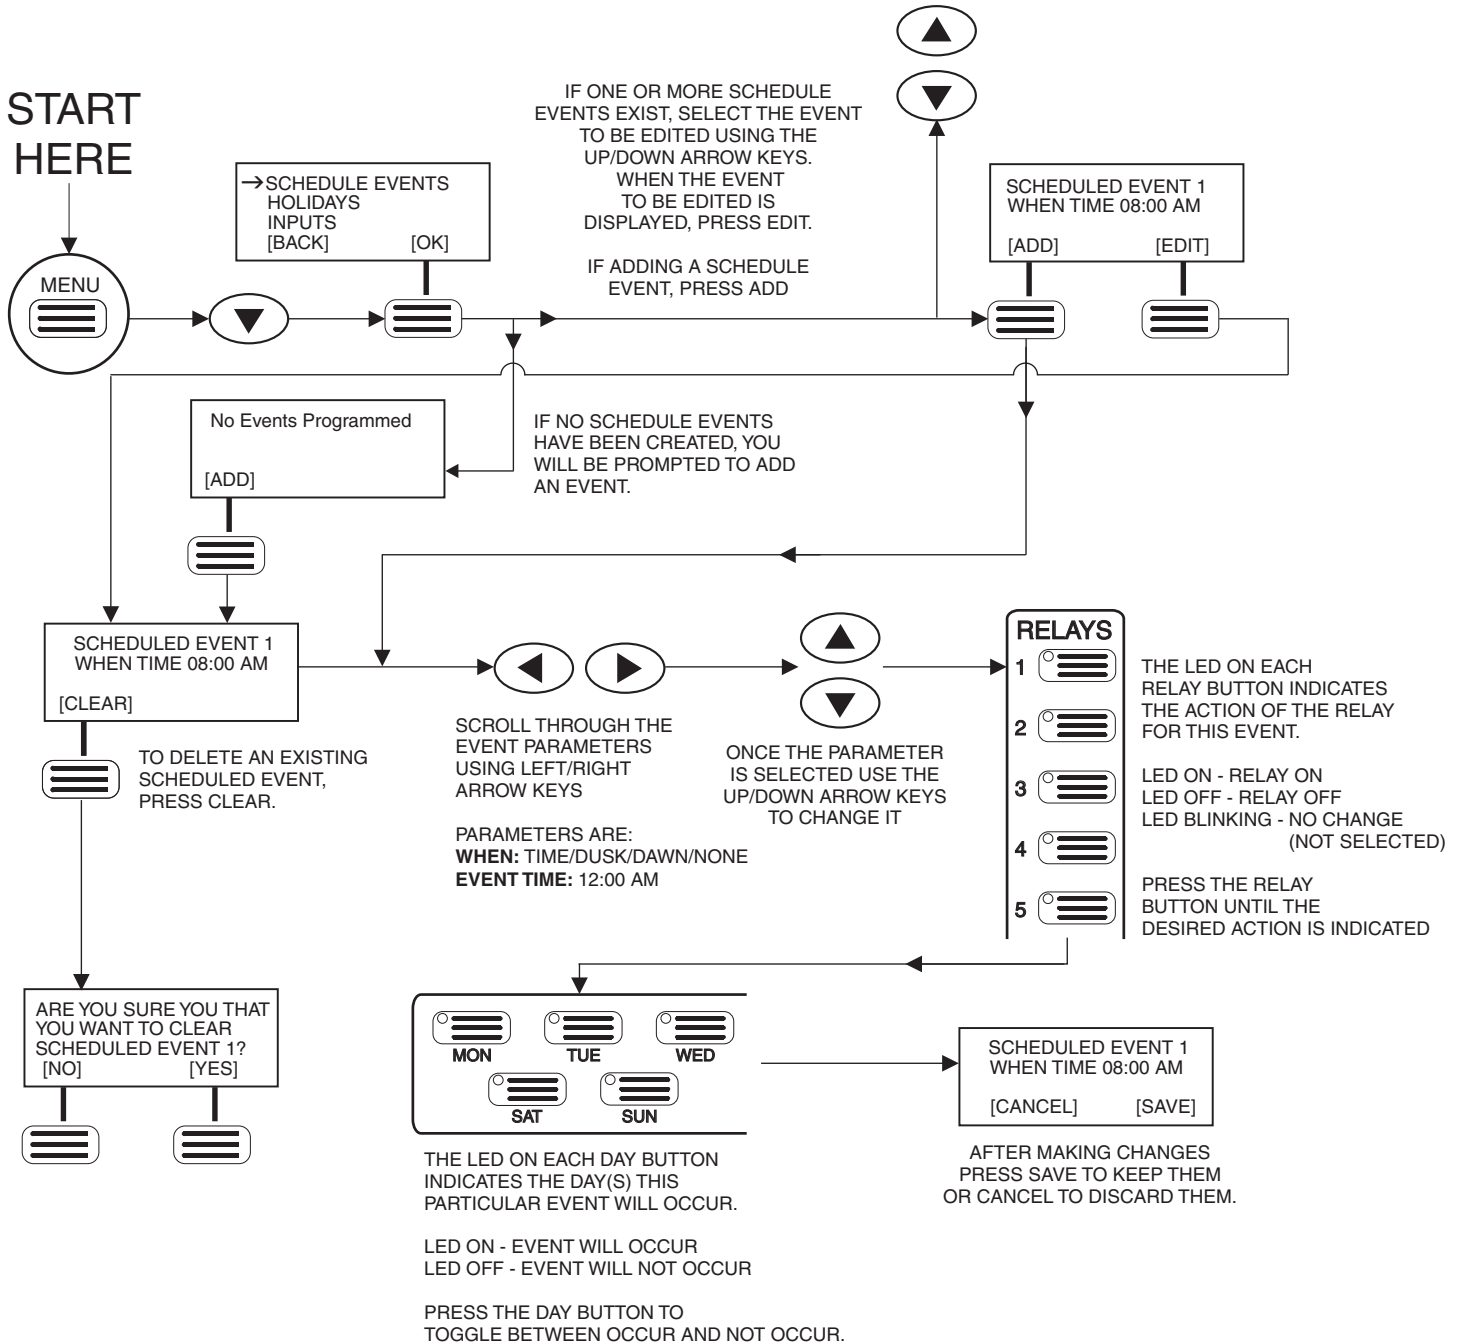 START
HERE
MENU
→SCHEDULE EVENTS
HOLIDAYS
INPUTS
[BACK] [OK]
IF ONE OR MORE SCHEDULE
EVENTS EXIST, SELECT THE EVENT
TO BE EDITED USING THE
UP/DOWN ARROW KEYS.
WHEN THE EVENT
TO BE EDITED IS
DISPLAYED, PRESS EDIT.
IF ADDING A SCHEDULE
EVENT, PRESS ADD
SCHEDULED EVENT 1
WHEN TIME 08:00 AM
[ADD] [EDIT]
No Events Programmed
[ADD]
IF NO SCHEDULE EVENTS
HAVE BEEN CREATED, YOU
WILL BE PROMPTED TO ADD
AN EVENT.
SCHEDULED EVENT 1
WHEN TIME 08:00 AM
[CLEAR]
TO DELETE AN EXISTING
SCHEDULED EVENT,
PRESS CLEAR.
SCROLL THROUGH THE
EVENT PARAMETERS
USING LEFT/RIGHT
ARROW KEYS
PARAMETERS ARE:
WHEN: TIME/DUSK/DAWN/NONE
EVENT TIME: 12:00 AM
ONCE THE PARAMETER
IS SELECTED USE THE
UP/DOWN ARROW KEYS
TO CHANGE IT
RELAYS
1
2
3
4
5
THE LED ON EACH
RELAY BUTTON INDICATES
THE ACTION OF THE RELAY
FOR THIS EVENT.
LED ON - RELAY ON
LED OFF - RELAY OFF
LED BLINKING - NO CHANGE
(NOT SELECTED)
PRESS THE RELAY
BUTTON UNTIL THE
DESIRED ACTION IS INDICATED
ARE YOU SURE YOU THAT
YOU WANT TO CLEAR
SCHEDULED EVENT 1?
[NO] [YES]
MON TUE WED
SAT SUN
THE LED ON EACH DAY BUTTON
INDICATES THE DAY(S) THIS
PARTICULAR EVENT WILL OCCUR.
LED ON - EVENT WILL OCCUR
LED OFF - EVENT WILL NOT OCCUR
PRESS THE DAY BUTTON TO
TOGGLE BETWEEN OCCUR AND NOT OCCUR.
SCHEDULED EVENT 1
WHEN TIME 08:00 AM
[CANCEL] [SAVE]
AFTER MAKING CHANGES
PRESS SAVE TO KEEP THEM
OR CANCEL TO DISCARD THEM.